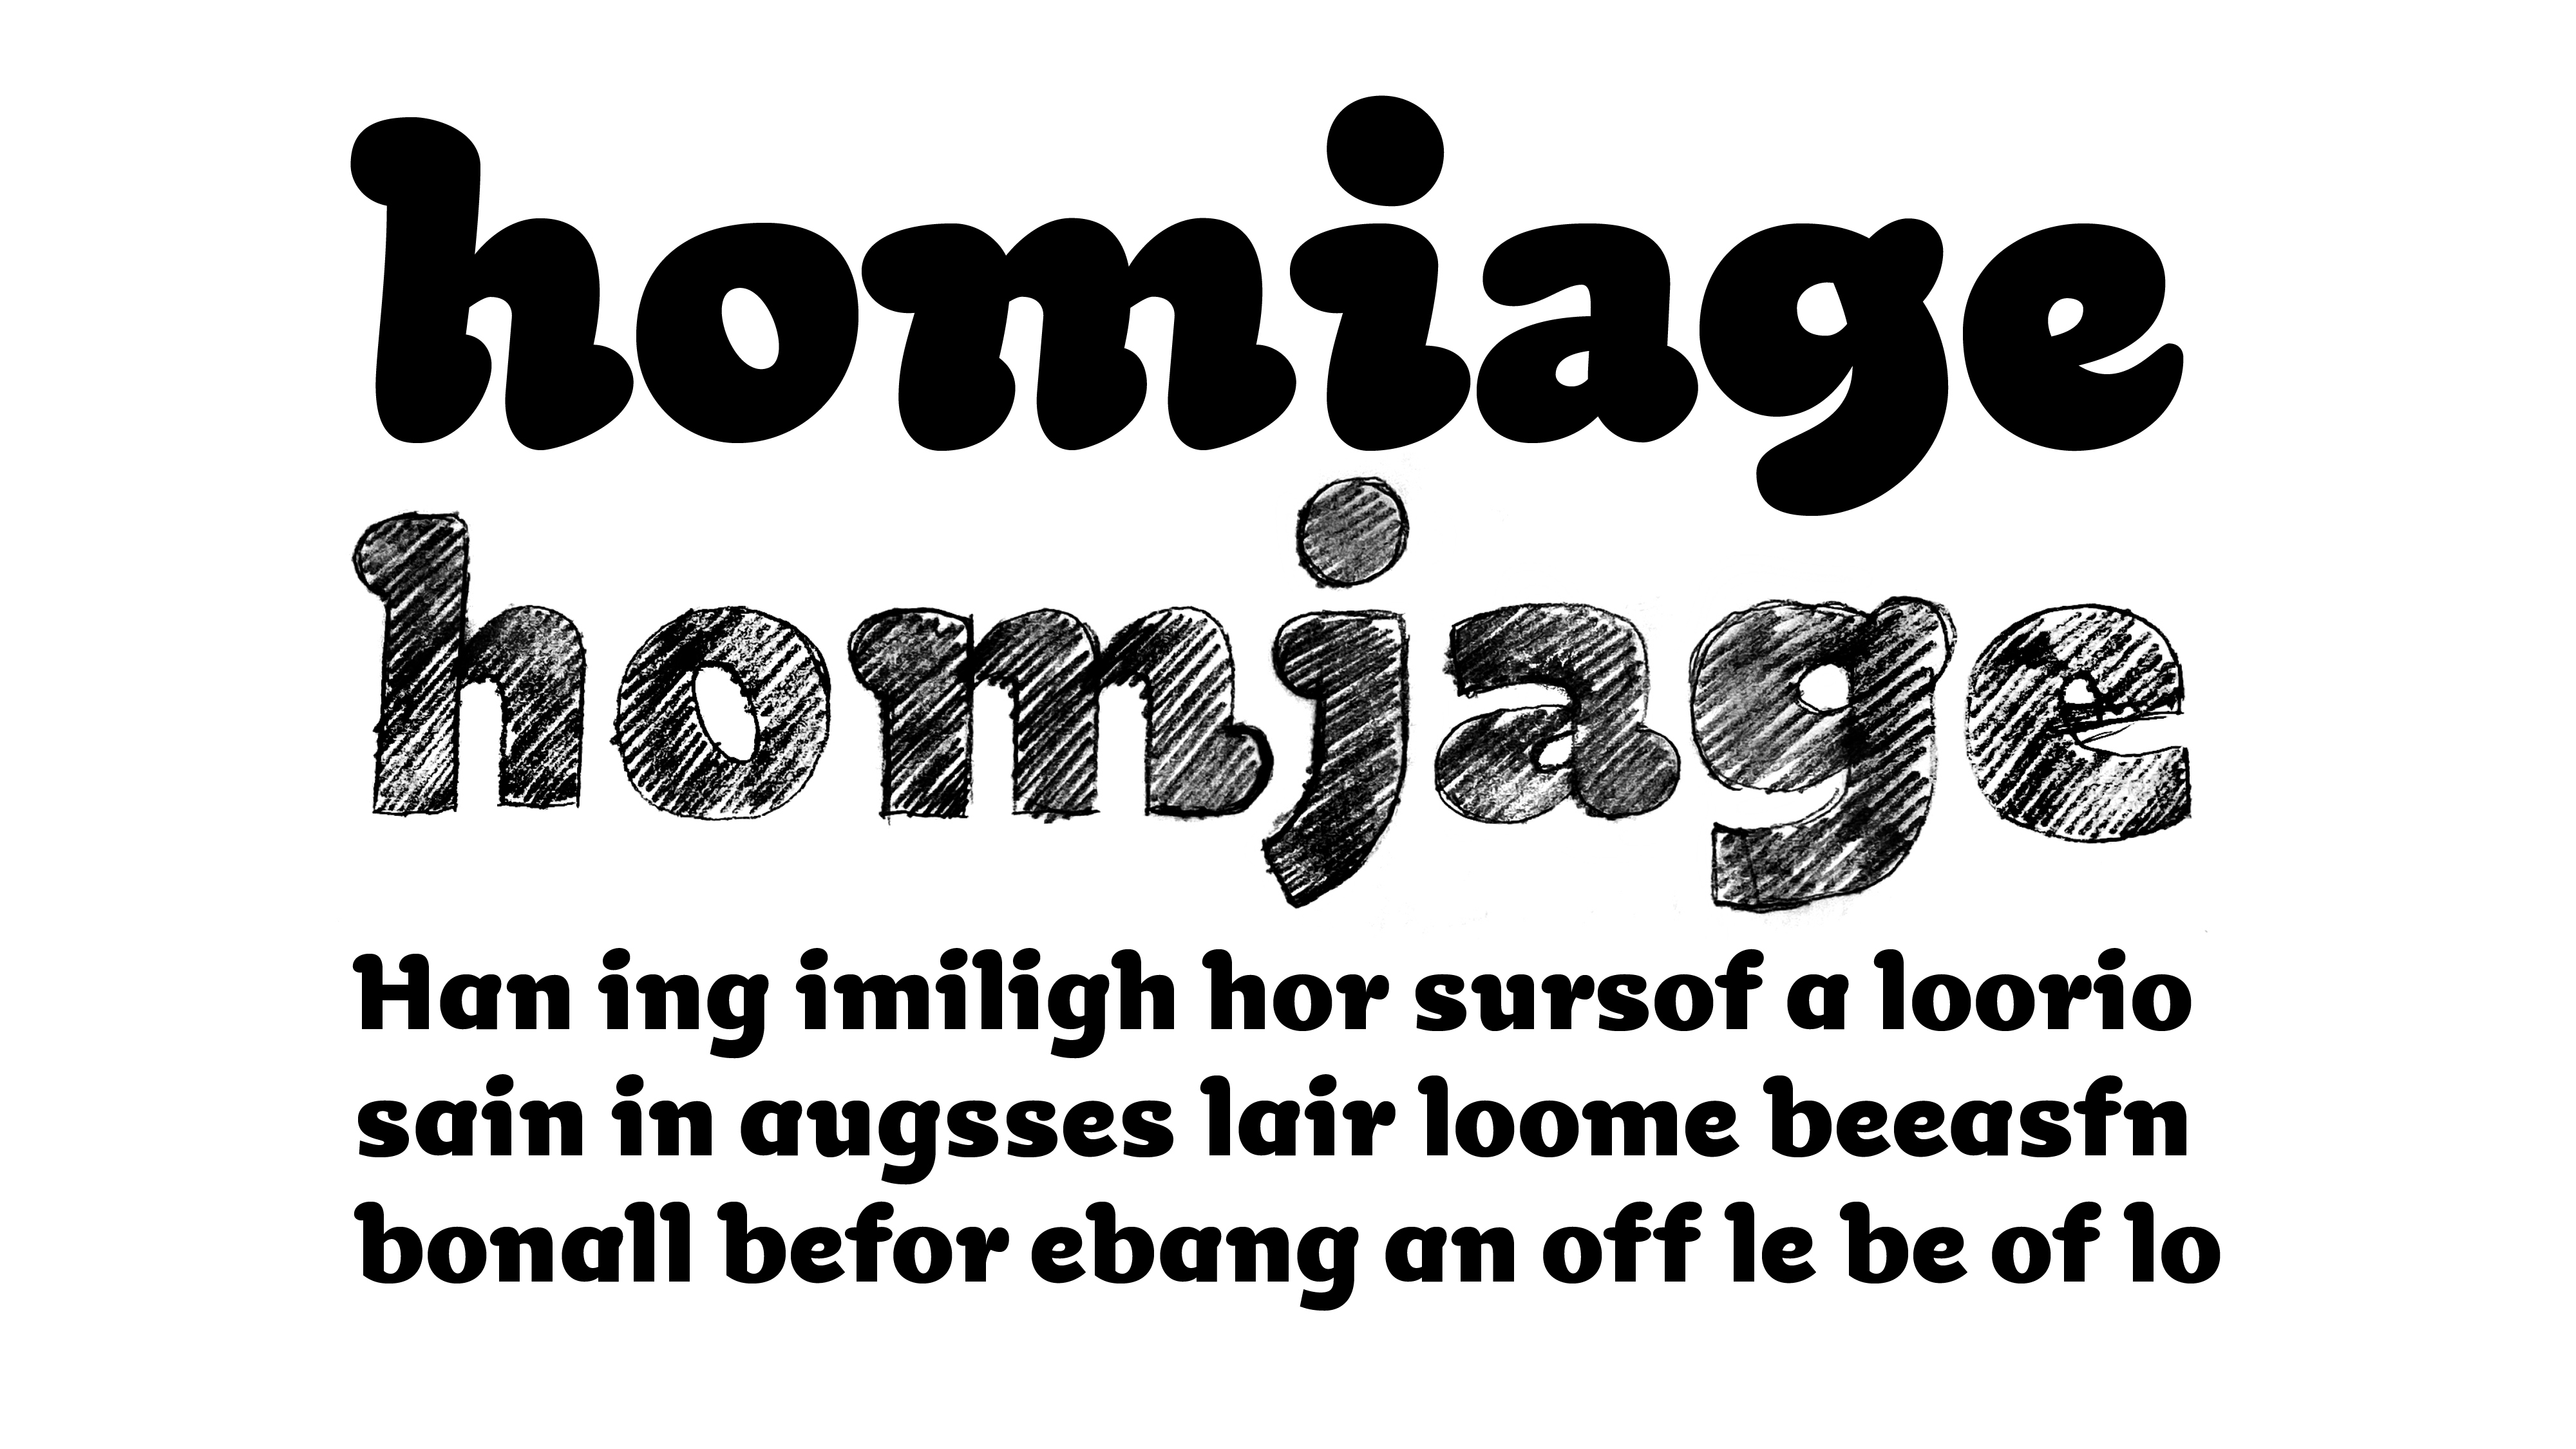 homiage
homjage
Han ing imiligh hor sursof a loorio
sain in augsses lair loome beeasfn
bonall befor ebang an off le be of lo